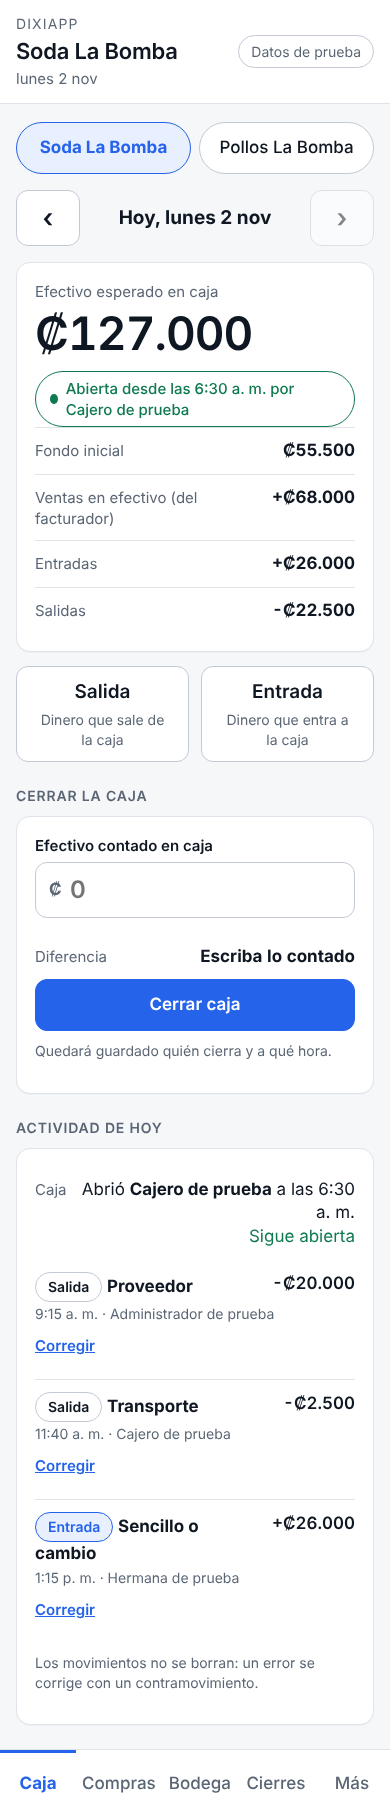 DIXIAPP
Soda La Bomba
Datos de prueba
lunes 2 nov
Soda La Bomba
Pollos La Bomba
‹
Hoy, lunes 2 nov
›
Efectivo esperado en caja
₡127.000
Abierta desde las 6:30 a. m. por
Cajero de prueba
Fondo inicial ₡55.500
Ventas en efectivo (del +₡68.000
facturador)
Entradas +₡26.000
Salidas -₡22.500
Salida
Dinero que sale de
la caja
Entrada
Dinero que entra a
la caja
CERRAR LA CAJA
Efectivo contado en caja
₡ 0
Diferencia Escriba lo contado
Cerrar caja
Quedará guardado quién cierra y a qué hora.
ACTIVIDAD DE HOY
Caja Abrió Cajero de prueba a las 6:30
a. m.
Sigue abierta
Salida Proveedor -₡20.000
9:15 a. m. · Administrador de prueba
Corregir
Salida Transporte -₡2.500
11:40 a. m. · Cajero de prueba
Corregir
Entrada Sencillo o +₡26.000
cambio
1:15 p. m. · Hermana de prueba
Corregir
Los movimientos no se borran: un error se
corrige con un contramovimiento.
Caja Compras Bodega Cierres Más